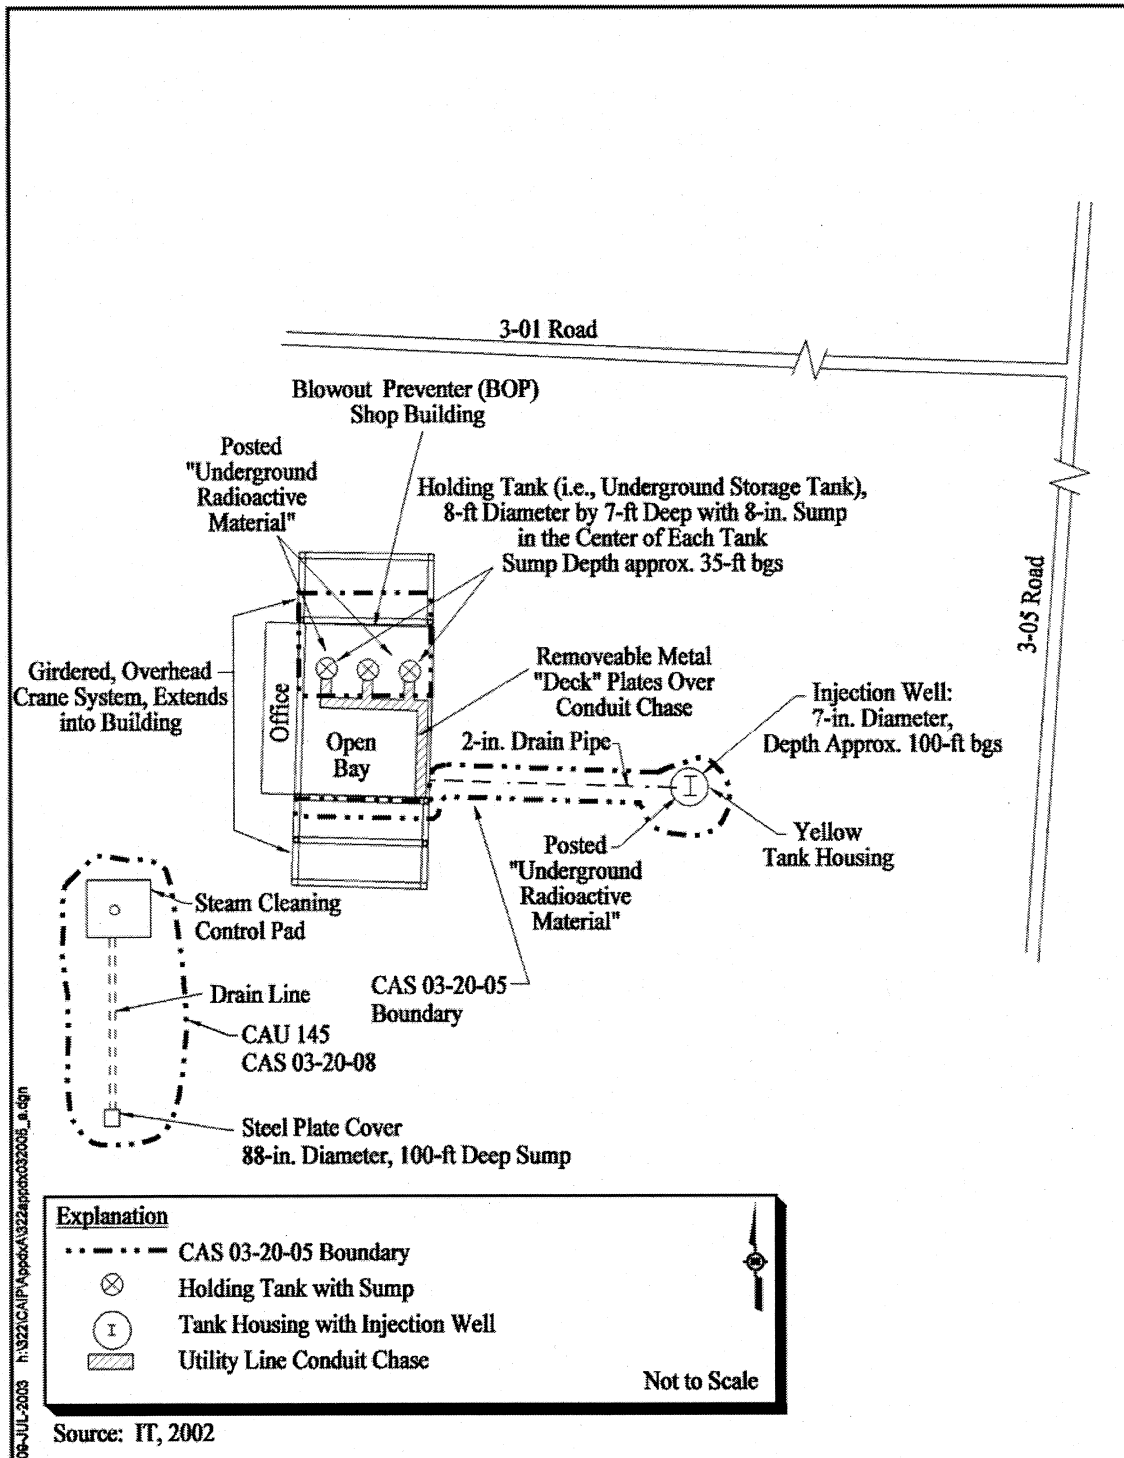 3-01 Road
Blowout Preventer (BOP)
Shop Building
Posted
"Underground
Radioactive
Material"
Holding Tank (i.e., Underground Storage Tank),
8-ft Diameter by 7-ft Deep with 8-in. Sump
in the Center of Each Tank
Sump Depth approx. 35-ft bgs
3-05 Road
Girdered, Overhead
Crane System, Extends
into Building
Office
Open
Bay
Removeable Metal
"Deck" Plates Over
Conduit Chase
2-in. Drain Pipe
Injection Well:
7-in. Diameter,
Depth Approx. 100-ft bgs
I
Yellow
Tank Housing
Posted
"Underground
Radioactive
Material"
Steam Cleaning
Control Pad
CAS 03-20-05
Boundary
Drain Line
CAU 145
CAS 03-20-08
Steel Plate Cover
88-in. Diameter, 100-ft Deep Sump
Explanation
CAS 03-20-05 Boundary
Holding Tank with Sump
I
Tank Housing with Injection Well
Utility Line Conduit Chase
Not to Scale
Source: IT, 2002
09-JUL-2003